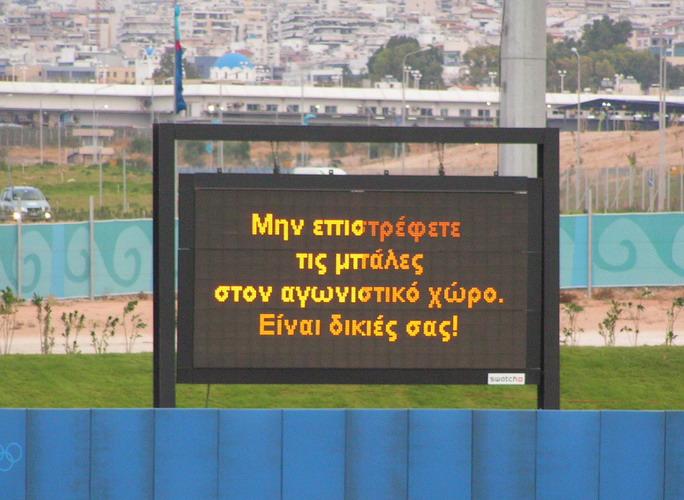 Μην επιστρέφετε
τις μπάλες
στον αγωνιστικό χώρο.
Είναι δικιές σας!
swatch